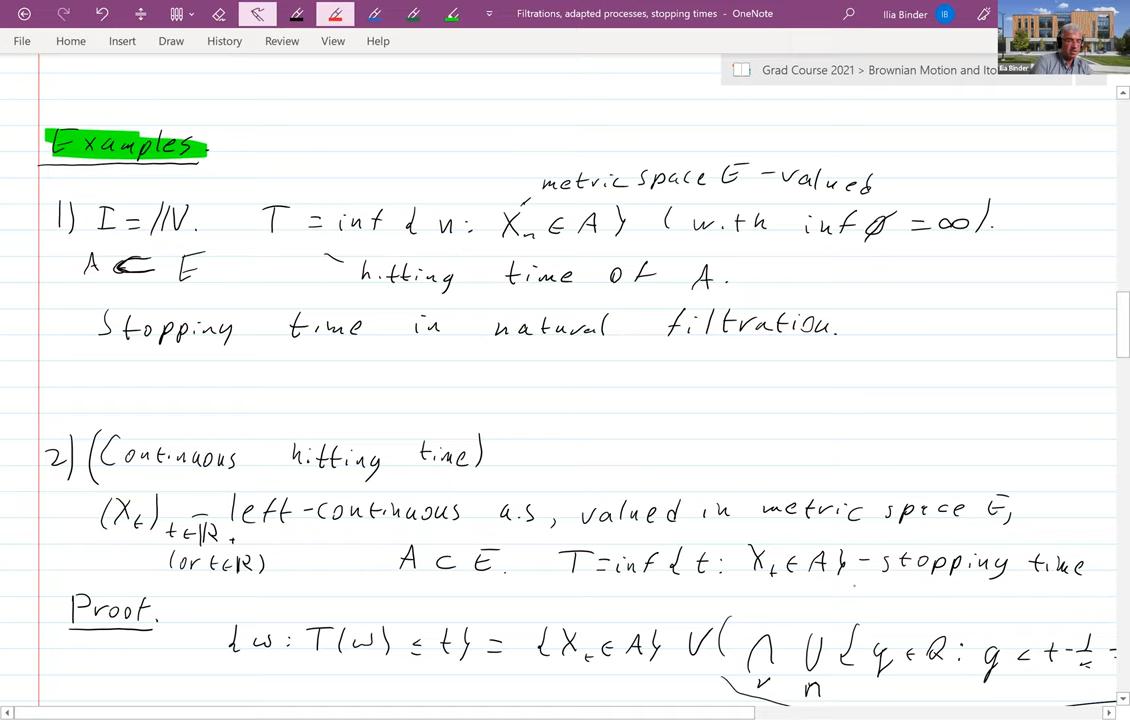 Filtrations, adapted processes, stopping times - OneNote
Ilia Binder
IB
File Home Insert Draw History Review View Help
Ilia Binder
Grad Course 2021 > Brownian Motion and Ito
Examples.
metric space E-valued
1) I = ℕ. T = inf { n: Xₙ ∈ A } (with inf ∅ = ∞).
A ⊂ E hitting time of A.
Stopping time in natural filtration.
2) (Continuous hitting time)
(Xₜ) t∈ℝ₊ left-continuous a.s, valued in metric space E,
(or t∈ℝ) A ⊂ E. T = inf { t: Xₜ ∈ A } - stopping time
Proof.
{ ω: T(ω) ≤ t } = { Xₜ ∈ A } ∪ ( ⋂ ⋃ { q ∈ Q: q < t - 1/k
n